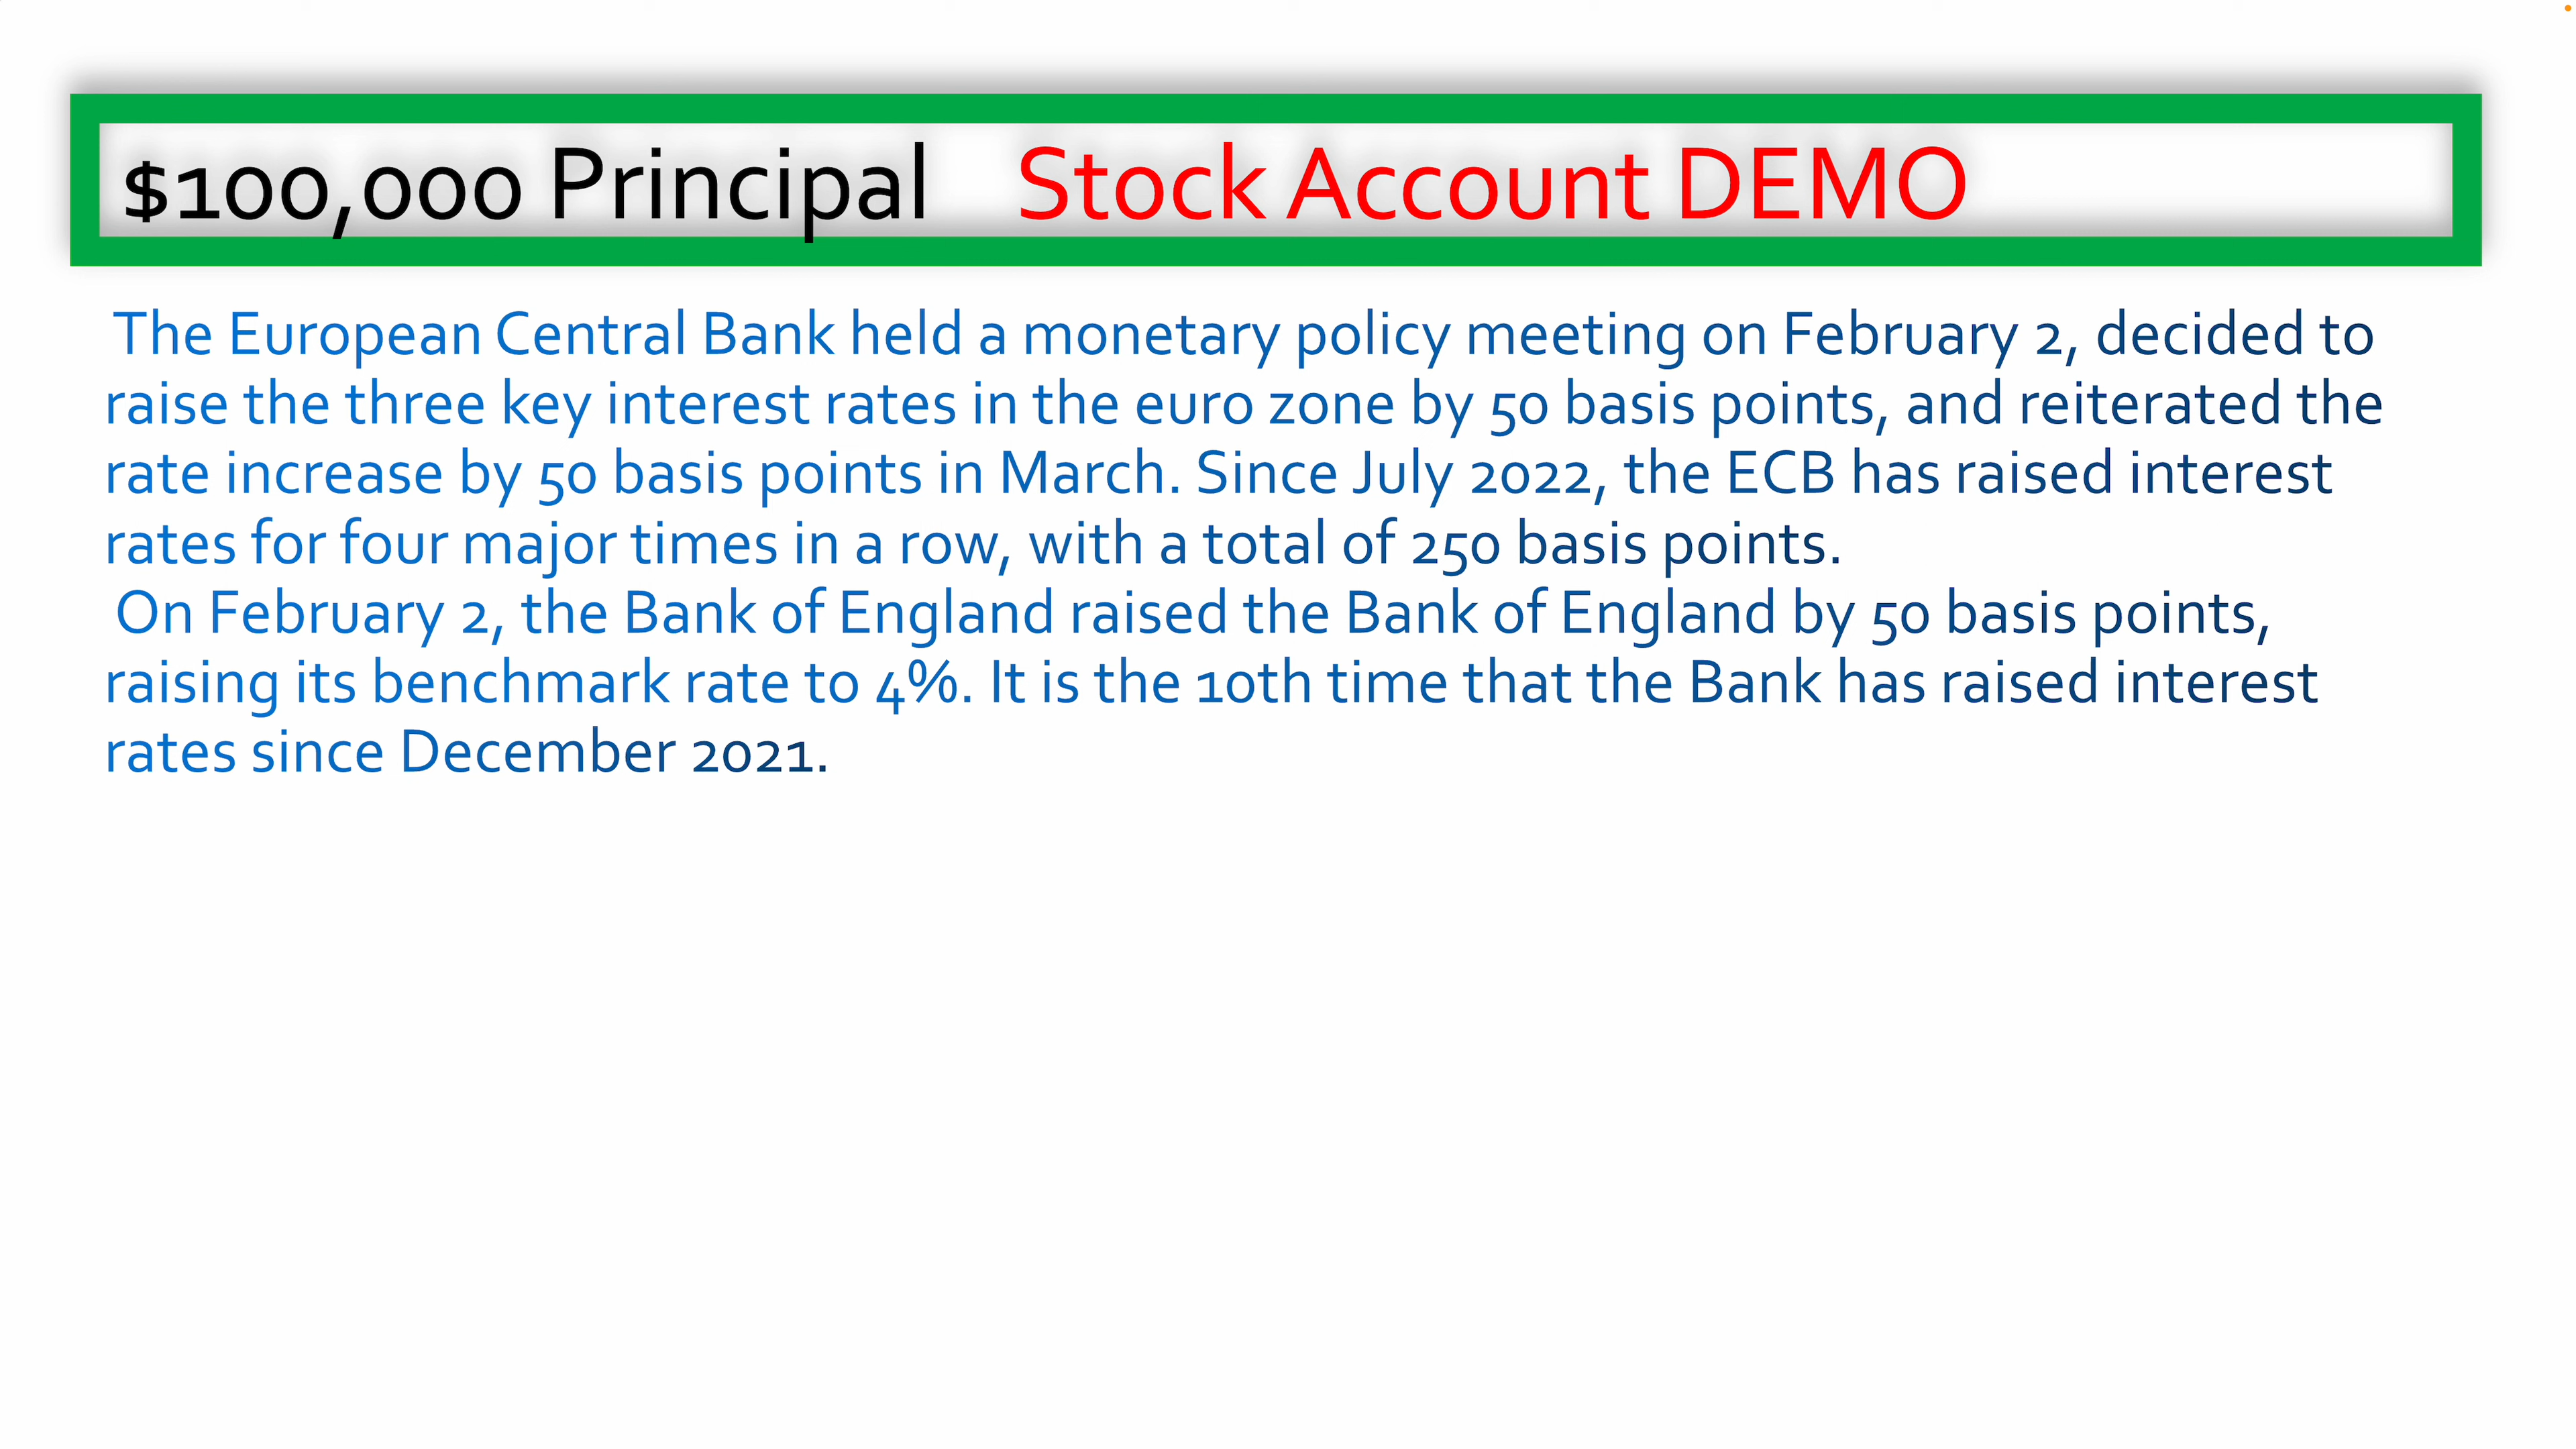 $100,000 Principal Stock Account DEMO
The European Central Bank held a monetary policy meeting on February 2, decided to
raise the three key interest rates in the euro zone by 50 basis points, and reiterated the
rate increase by 50 basis points in March. Since July 2022, the ECB has raised interest
rates for four major times in a row, with a total of 250 basis points.
On February 2, the Bank of England raised the Bank of England by 50 basis points,
raising its benchmark rate to 4%. It is the 10th time that the Bank has raised interest
rates since December 2021.